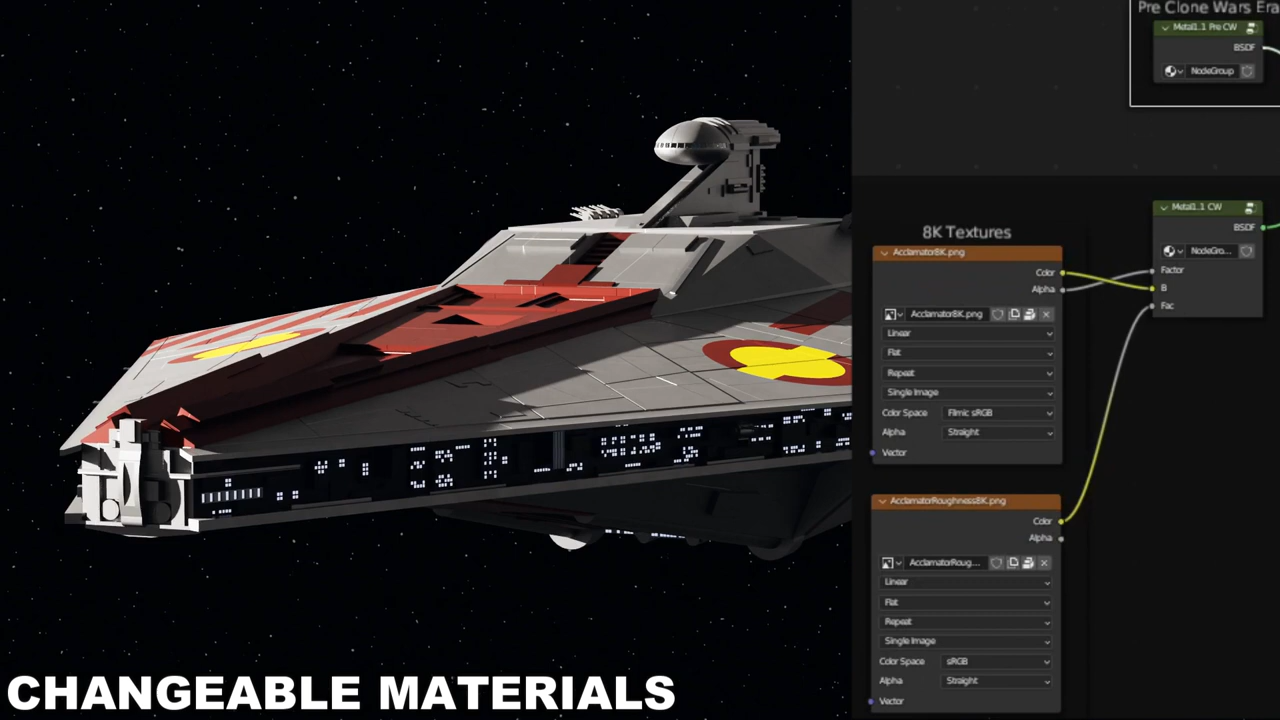 Pre Clone Wars Era
Metal1.1 Pre CW
BSDF
NodeGroup
Metal1.1 CW
BSDF
NodeGro...
Factor
B
Fac
8K Textures
Acclamator8K.png
Color
Alpha
Acclamator8K.png
Linear
Flat
Repeat
Single Image
Color Space Filmic sRGB
Alpha Straight
Vector
AcclamatorRoughness8K.png
Color
Alpha
AcclamatorRoug...
Linear
Flat
Repeat
Single Image
Color Space sRGB
Alpha Straight
Vector
CHANGEABLE MATERIALS